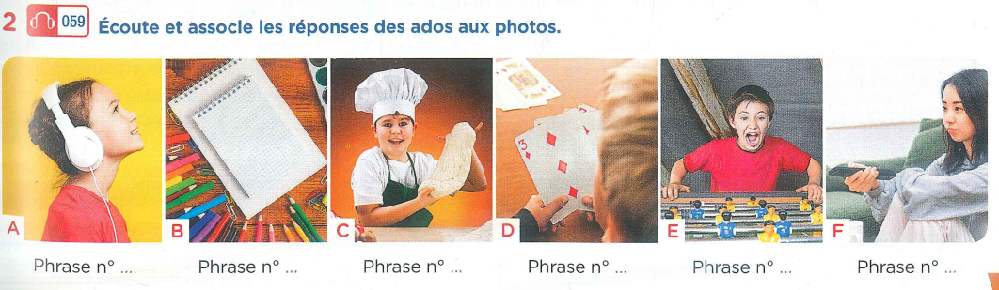 2 059 Écoute et associe les réponses des ados aux photos.
A B C D E F
Phrase n° ... Phrase n° ... Phrase n° ... Phrase n° ... Phrase n° ... Phrase n° ...